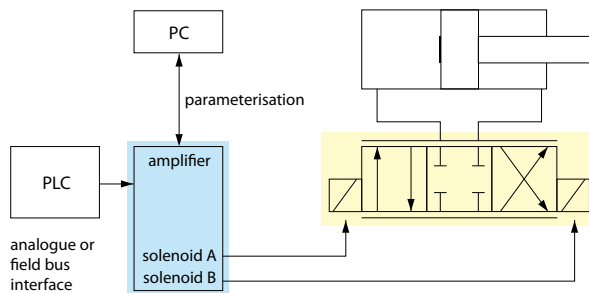 PC
parameterisation
amplifier
PLC
analogue or
field bus
interface
solenoid A
solenoid B